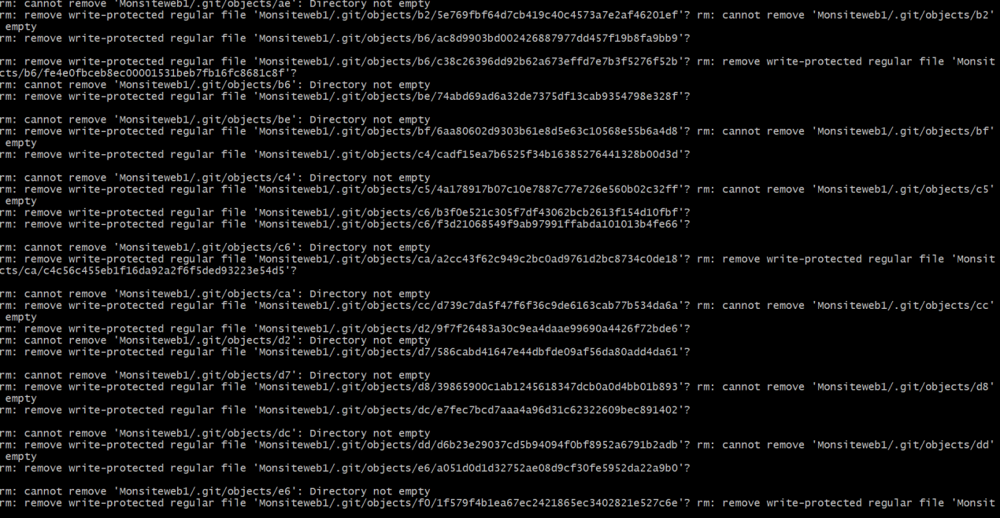 rm: cannot remove 'Monsiteweb1/.git/objects/ae': Directory not empty
rm: remove write-protected regular file 'Monsiteweb1/.git/objects/b2/5e769fbf64d7cb419c40c4573a7e2af46201ef'? rm: cannot remove 'Monsiteweb1/.git/objects/b2'
empty
rm: remove write-protected regular file 'Monsiteweb1/.git/objects/b6/ac8d9903bd002426887977dd457f19b8fa9bb9'?
rm: remove write-protected regular file 'Monsiteweb1/.git/objects/b6/c38c26396dd92b62a673effd7e7b3f5276f52b'? rm: remove write-protected regular file 'Monsit
cts/b6/fe4e0fbceb8ec00001531beb7fb16fc8681c8f'?
rm: cannot remove 'Monsiteweb1/.git/objects/b6': Directory not empty
rm: remove write-protected regular file 'Monsiteweb1/.git/objects/be/74abd69ad6a32de7375df13cab9354798e328f'?
rm: cannot remove 'Monsiteweb1/.git/objects/be': Directory not empty
rm: remove write-protected regular file 'Monsiteweb1/.git/objects/bf/6aa80602d9303b61e8d5e63c10568e55b6a4d8'? rm: cannot remove 'Monsiteweb1/.git/objects/bf'
empty
rm: remove write-protected regular file 'Monsiteweb1/.git/objects/c4/cadf15ea7b6525f34b16385276441328b00d3d'?
rm: cannot remove 'Monsiteweb1/.git/objects/c4': Directory not empty
rm: remove write-protected regular file 'Monsiteweb1/.git/objects/c5/4a178917b07c10e7887c77e726e560b02c32ff'? rm: cannot remove 'Monsiteweb1/.git/objects/c5'
empty
rm: remove write-protected regular file 'Monsiteweb1/.git/objects/c6/b3f0e521c305f7df43062bcb2613f154d10fbf'?
rm: remove write-protected regular file 'Monsiteweb1/.git/objects/c6/f3d21068549f9ab97991ffabda101013b4fe66'?
rm: cannot remove 'Monsiteweb1/.git/objects/c6': Directory not empty
rm: remove write-protected regular file 'Monsiteweb1/.git/objects/ca/a2cc43f62c949c2bc0ad9761d2bc8734c0de18'? rm: remove write-protected regular file 'Monsit
cts/ca/c4c56c455eb1f16da92a2f6f5ded93223e54d5'?
rm: cannot remove 'Monsiteweb1/.git/objects/ca': Directory not empty
rm: remove write-protected regular file 'Monsiteweb1/.git/objects/cc/d739c7da5f47f6f36c9de6163cab77b534da6a'? rm: cannot remove 'Monsiteweb1/.git/objects/cc'
empty
rm: remove write-protected regular file 'Monsiteweb1/.git/objects/d2/9f7f26483a30c9ea4daae99690a4426f72bde6'?
rm: cannot remove 'Monsiteweb1/.git/objects/d2': Directory not empty
rm: remove write-protected regular file 'Monsiteweb1/.git/objects/d7/586cabd41647e44dbfde09af56da80add4da61'?
rm: cannot remove 'Monsiteweb1/.git/objects/d7': Directory not empty
rm: remove write-protected regular file 'Monsiteweb1/.git/objects/d8/39865900c1ab1245618347dcb0a0d4bb01b893'? rm: cannot remove 'Monsiteweb1/.git/objects/d8'
empty
rm: remove write-protected regular file 'Monsiteweb1/.git/objects/dc/e7fec7bcd7aaa4a96d31c62322609bec891402'?
rm: cannot remove 'Monsiteweb1/.git/objects/dc': Directory not empty
rm: remove write-protected regular file 'Monsiteweb1/.git/objects/dd/d6b23e29037cd5b94094f0bf8952a6791b2adb'? rm: cannot remove 'Monsiteweb1/.git/objects/dd'
empty
rm: remove write-protected regular file 'Monsiteweb1/.git/objects/e6/a051d0d1d32752ae08d9cf30fe5952da22a9b0'?
rm: cannot remove 'Monsiteweb1/.git/objects/e6': Directory not empty
rm: remove write-protected regular file 'Monsiteweb1/.git/objects/f0/1f579f4b1ea67ec2421865ec3402821e527c6e'? rm: remove write-protected regular file 'Monsit